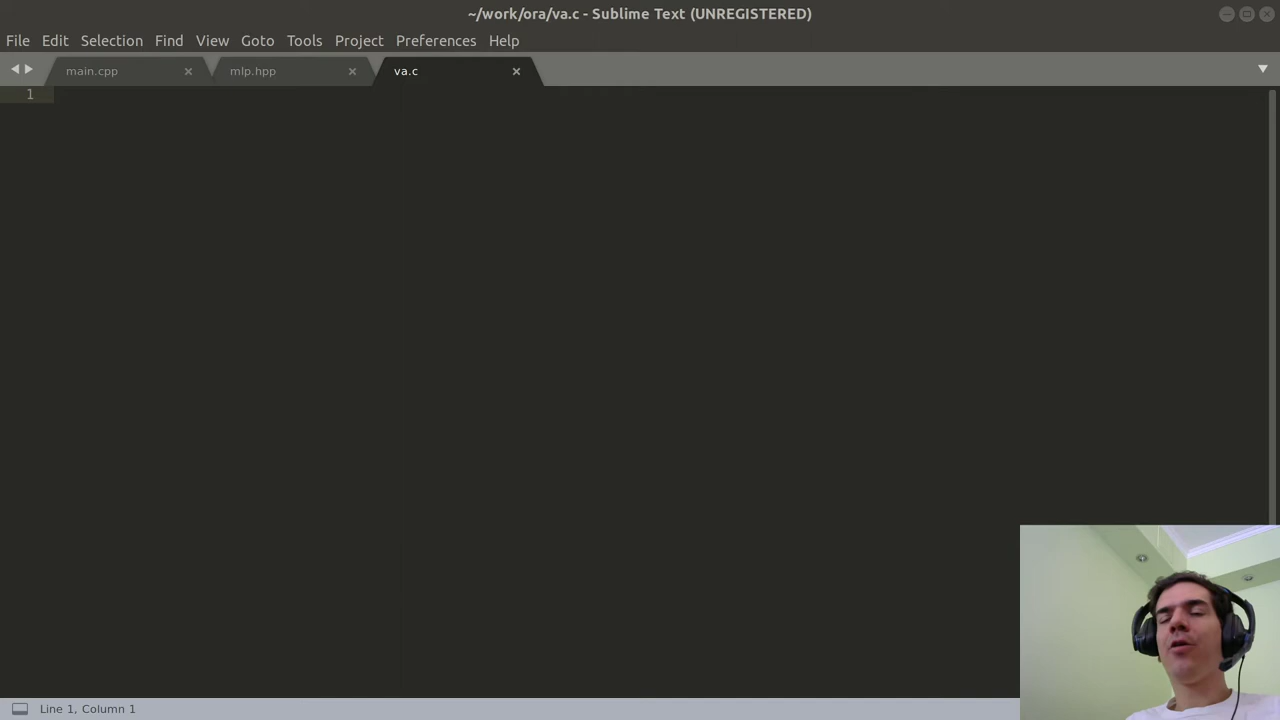 ~/work/ora/va.c - Sublime Text (UNREGISTERED)
File Edit Selection Find View Goto Tools Project Preferences Help
main.cpp mlp.hpp va.c
1
Line 1, Column 1